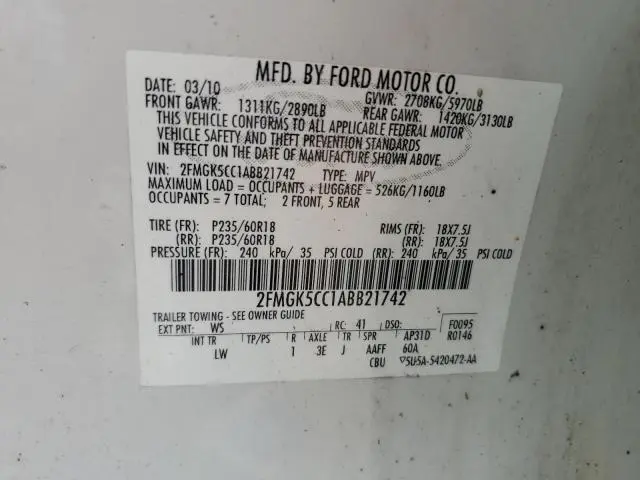 MFD. BY FORD MOTOR CO.
DATE: 03/10 GVWR: 2708KG/5970LB
FRONT GAWR: 1311KG/2890LB REAR GAWR: 1420KG/3130LB
THIS VEHICLE CONFORMS TO ALL APPLICABLE FEDERAL MOTOR
VEHICLE SAFETY AND THEFT PREVENTION STANDARDS
IN EFFECT ON THE DATE OF MANUFACTURE SHOWN ABOVE.
VIN: 2FMGK5CC1ABB21742 TYPE: MPV
MAXIMUM LOAD = OCCUPANTS + LUGGAGE = 526KG/1160LB
OCCUPANTS = 7 TOTAL; 2 FRONT, 5 REAR
TIRE (FR): P235/60R18 RIMS (FR): 18X7.5J
(RR): P235/60R18 (RR): 18X7.5J
PRESSURE (FR): 240 kPa/ 35 PSI COLD (RR): 240 kPa/ 35 PSI COLD
2FMGK5CC1ABB21742
TRAILER TOWING - SEE OWNER GUIDE
EXT PNT: WS RC: 41 DSO: F0095
INT TR TP/PS R AXLE TR SPR AP31D R0146
LW 1 3E J AAFF 60A
CBU 5U5A-5420472-AA